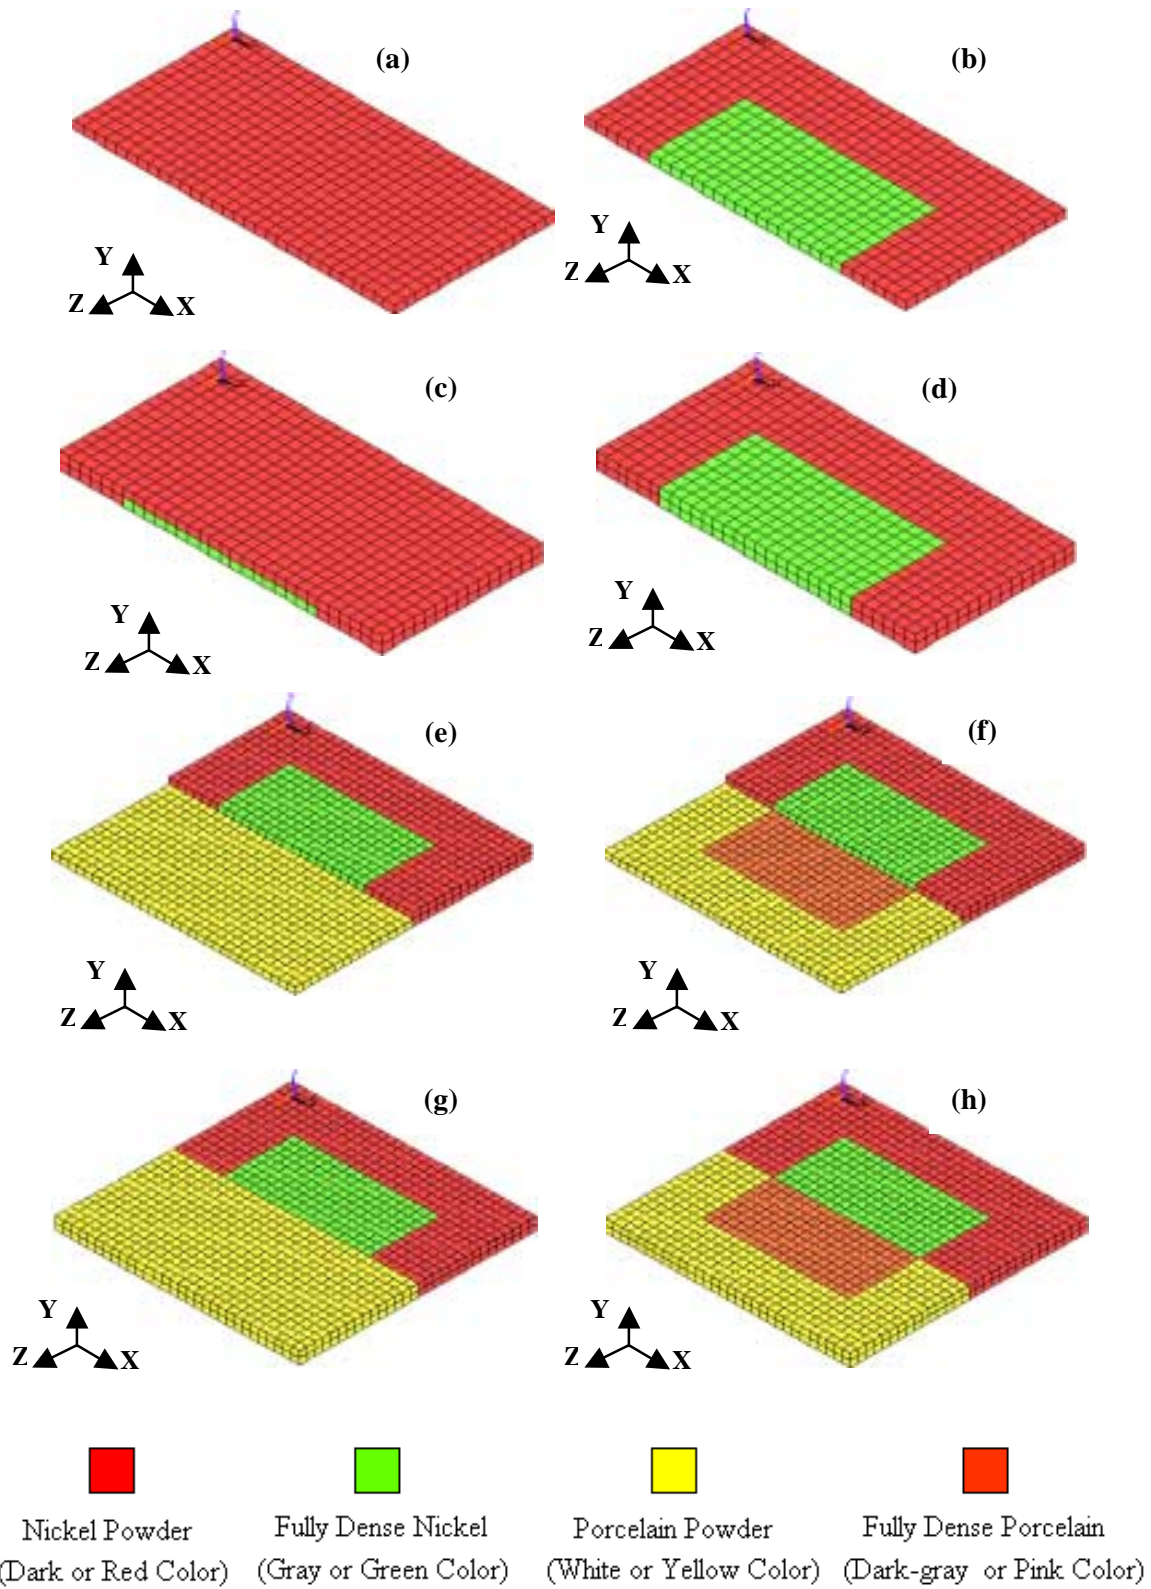 (a)
(b)
Y
Z
X
Y
Z
X
(c)
(d)
Y
Z
X
Y
Z
X
(e)
(f)
Y
Z
X
Y
Z
X
(g)
(h)
Y
Z
X
Y
Z
X
Nickel Powder
(Dark or Red Color)
Fully Dense Nickel
(Gray or Green Color)
Porcelain Powder
(White or Yellow Color)
Fully Dense Porcelain
(Dark-gray or Pink Color)